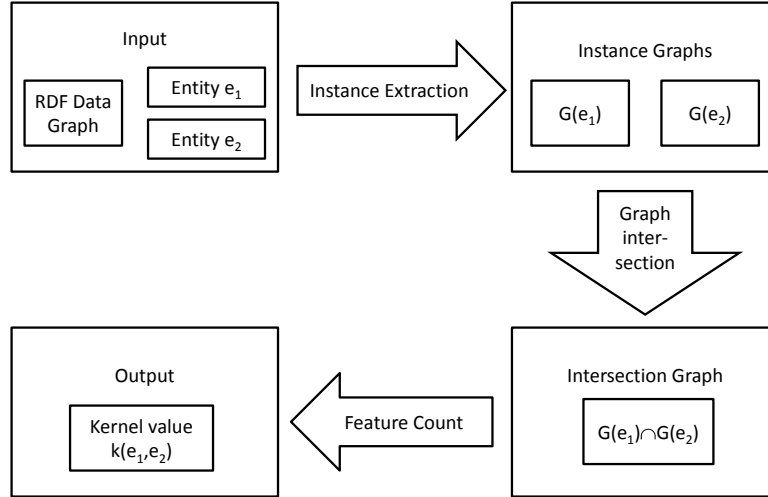 Input
RDF Data
Graph
Entity e₁
Entity e₂
Instance Extraction
Instance Graphs
G(e₁)
G(e₂)
Graph
inter-
section
Intersection Graph
G(e₁)∩G(e₂)
Feature Count
Output
Kernel value
k(e₁,e₂)